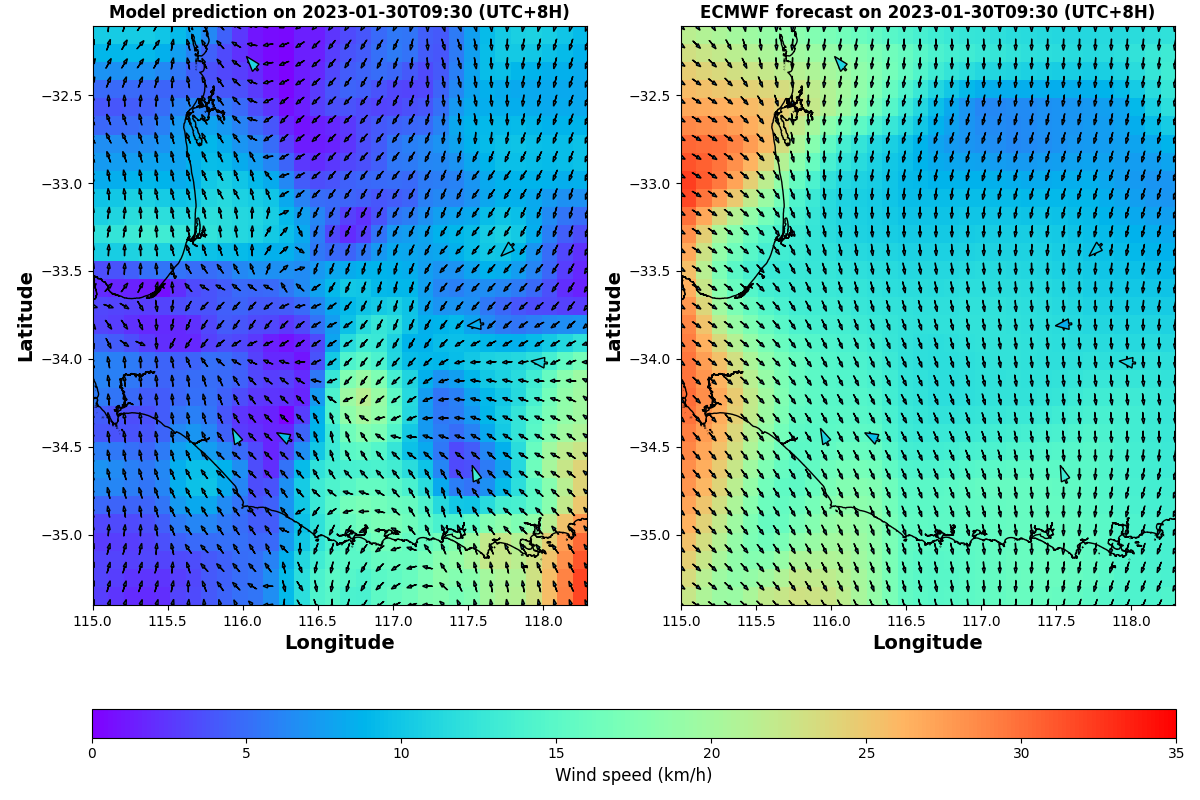 Model prediction on 2023-01-30T09:30 (UTC+8H)
ECMWF forecast on 2023-01-30T09:30 (UTC+8H)
Latitude
−32.5
−33.0
−33.5
−34.0
−34.5
−35.0
115.0 115.5 116.0 116.5 117.0 117.5 118.0
Longitude
Latitude
−32.5
−33.0
−33.5
−34.0
−34.5
−35.0
115.0 115.5 116.0 116.5 117.0 117.5 118.0
Longitude
0 5 10 15 20 25 30 35
Wind speed (km/h)